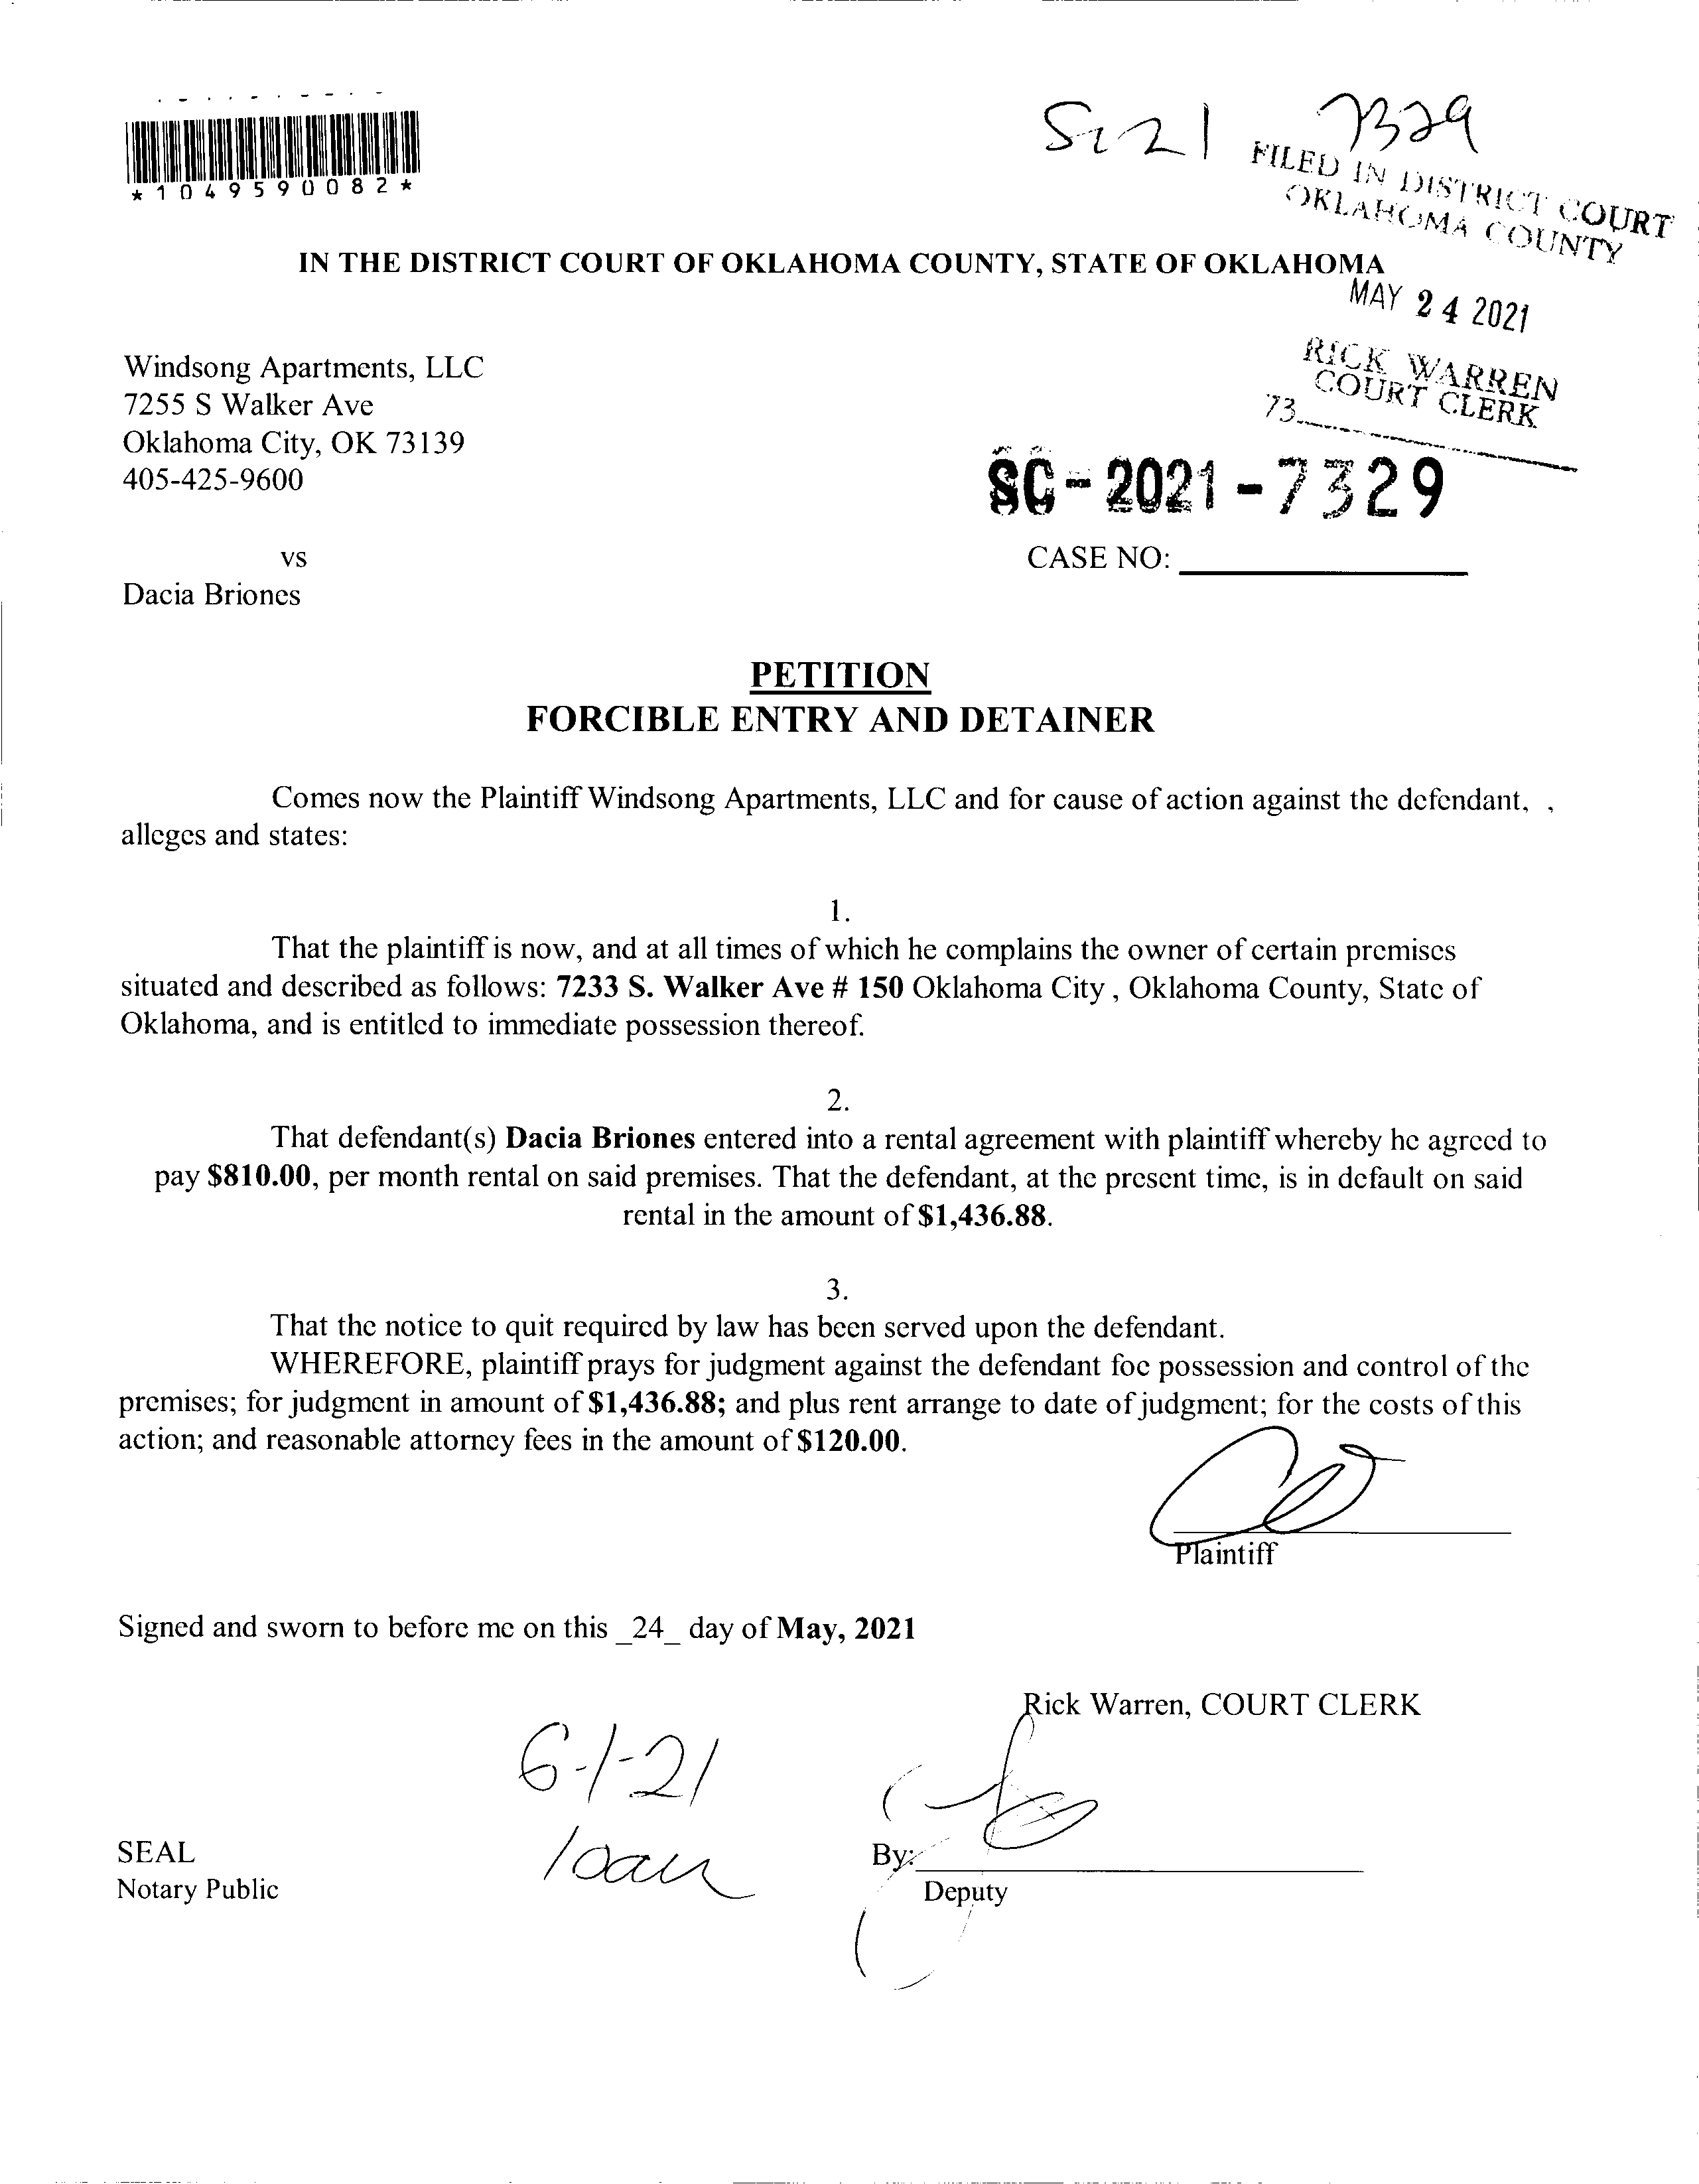 *1049590082*
SC21 7329
FILED IN DISTRICT COURT
OKLAHOMA COUNTY
IN THE DISTRICT COURT OF OKLAHOMA COUNTY, STATE OF OKLAHOMA
MAY 24 2021
RICK WARREN
COURT CLERK
73
Windsong Apartments, LLC
7255 S Walker Ave
Oklahoma City, OK 73139
405-425-9600
SC-2021-7329
vs
CASE NO:
Dacia Briones
PETITION
FORCIBLE ENTRY AND DETAINER
Comes now the Plaintiff Windsong Apartments, LLC and for cause of action against the defendant, ,
alleges and states:
1.
That the plaintiff is now, and at all times of which he complains the owner of certain premises
situated and described as follows: 7233 S. Walker Ave # 150 Oklahoma City , Oklahoma County, State of
Oklahoma, and is entitled to immediate possession thereof.
2.
That defendant(s) Dacia Briones entered into a rental agreement with plaintiff whereby he agreed to
pay $810.00, per month rental on said premises. That the defendant, at the present time, is in default on said
rental in the amount of $1,436.88.
3.
That the notice to quit required by law has been served upon the defendant.
WHEREFORE, plaintiff prays for judgment against the defendant foc possession and control of the
premises; for judgment in amount of $1,436.88; and plus rent arrange to date of judgment; for the costs of this
action; and reasonable attorney fees in the amount of $120.00.
Plaintiff
Signed and sworn to before me on this _24_ day of May, 2021
Rick Warren, COURT CLERK
6-1-21
10am
SEAL
By:
Notary Public
Deputy